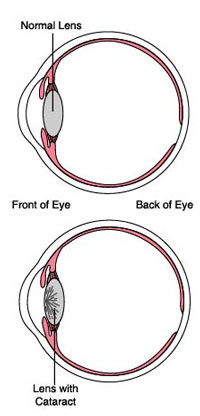 Normal Lens
Front of Eye
Back of Eye
Lens with
Cataract